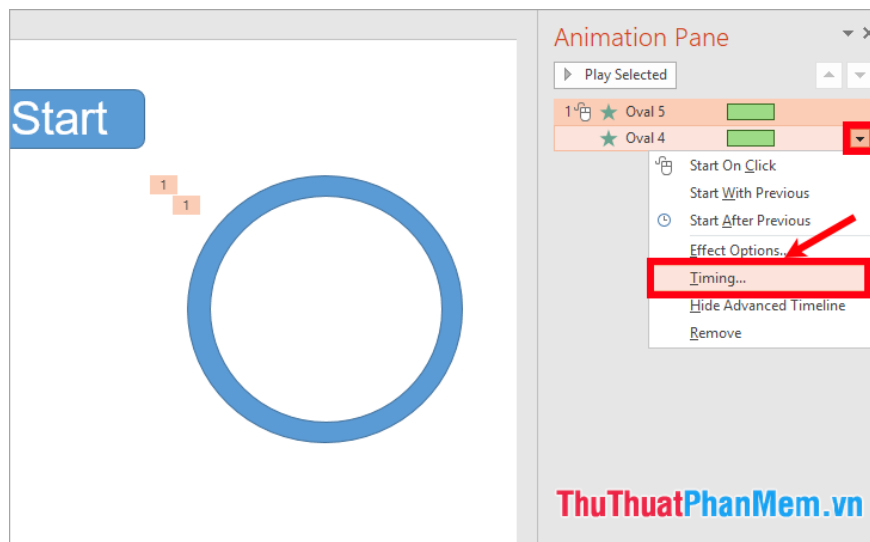 Animation Pane
Play Selected
Start
1 Oval 5
Oval 4
1
1
Start On Click
Start With Previous
Start After Previous
Effect Options...
Timing...
Hide Advanced Timeline
Remove
ThuThuatPhanMem.vn